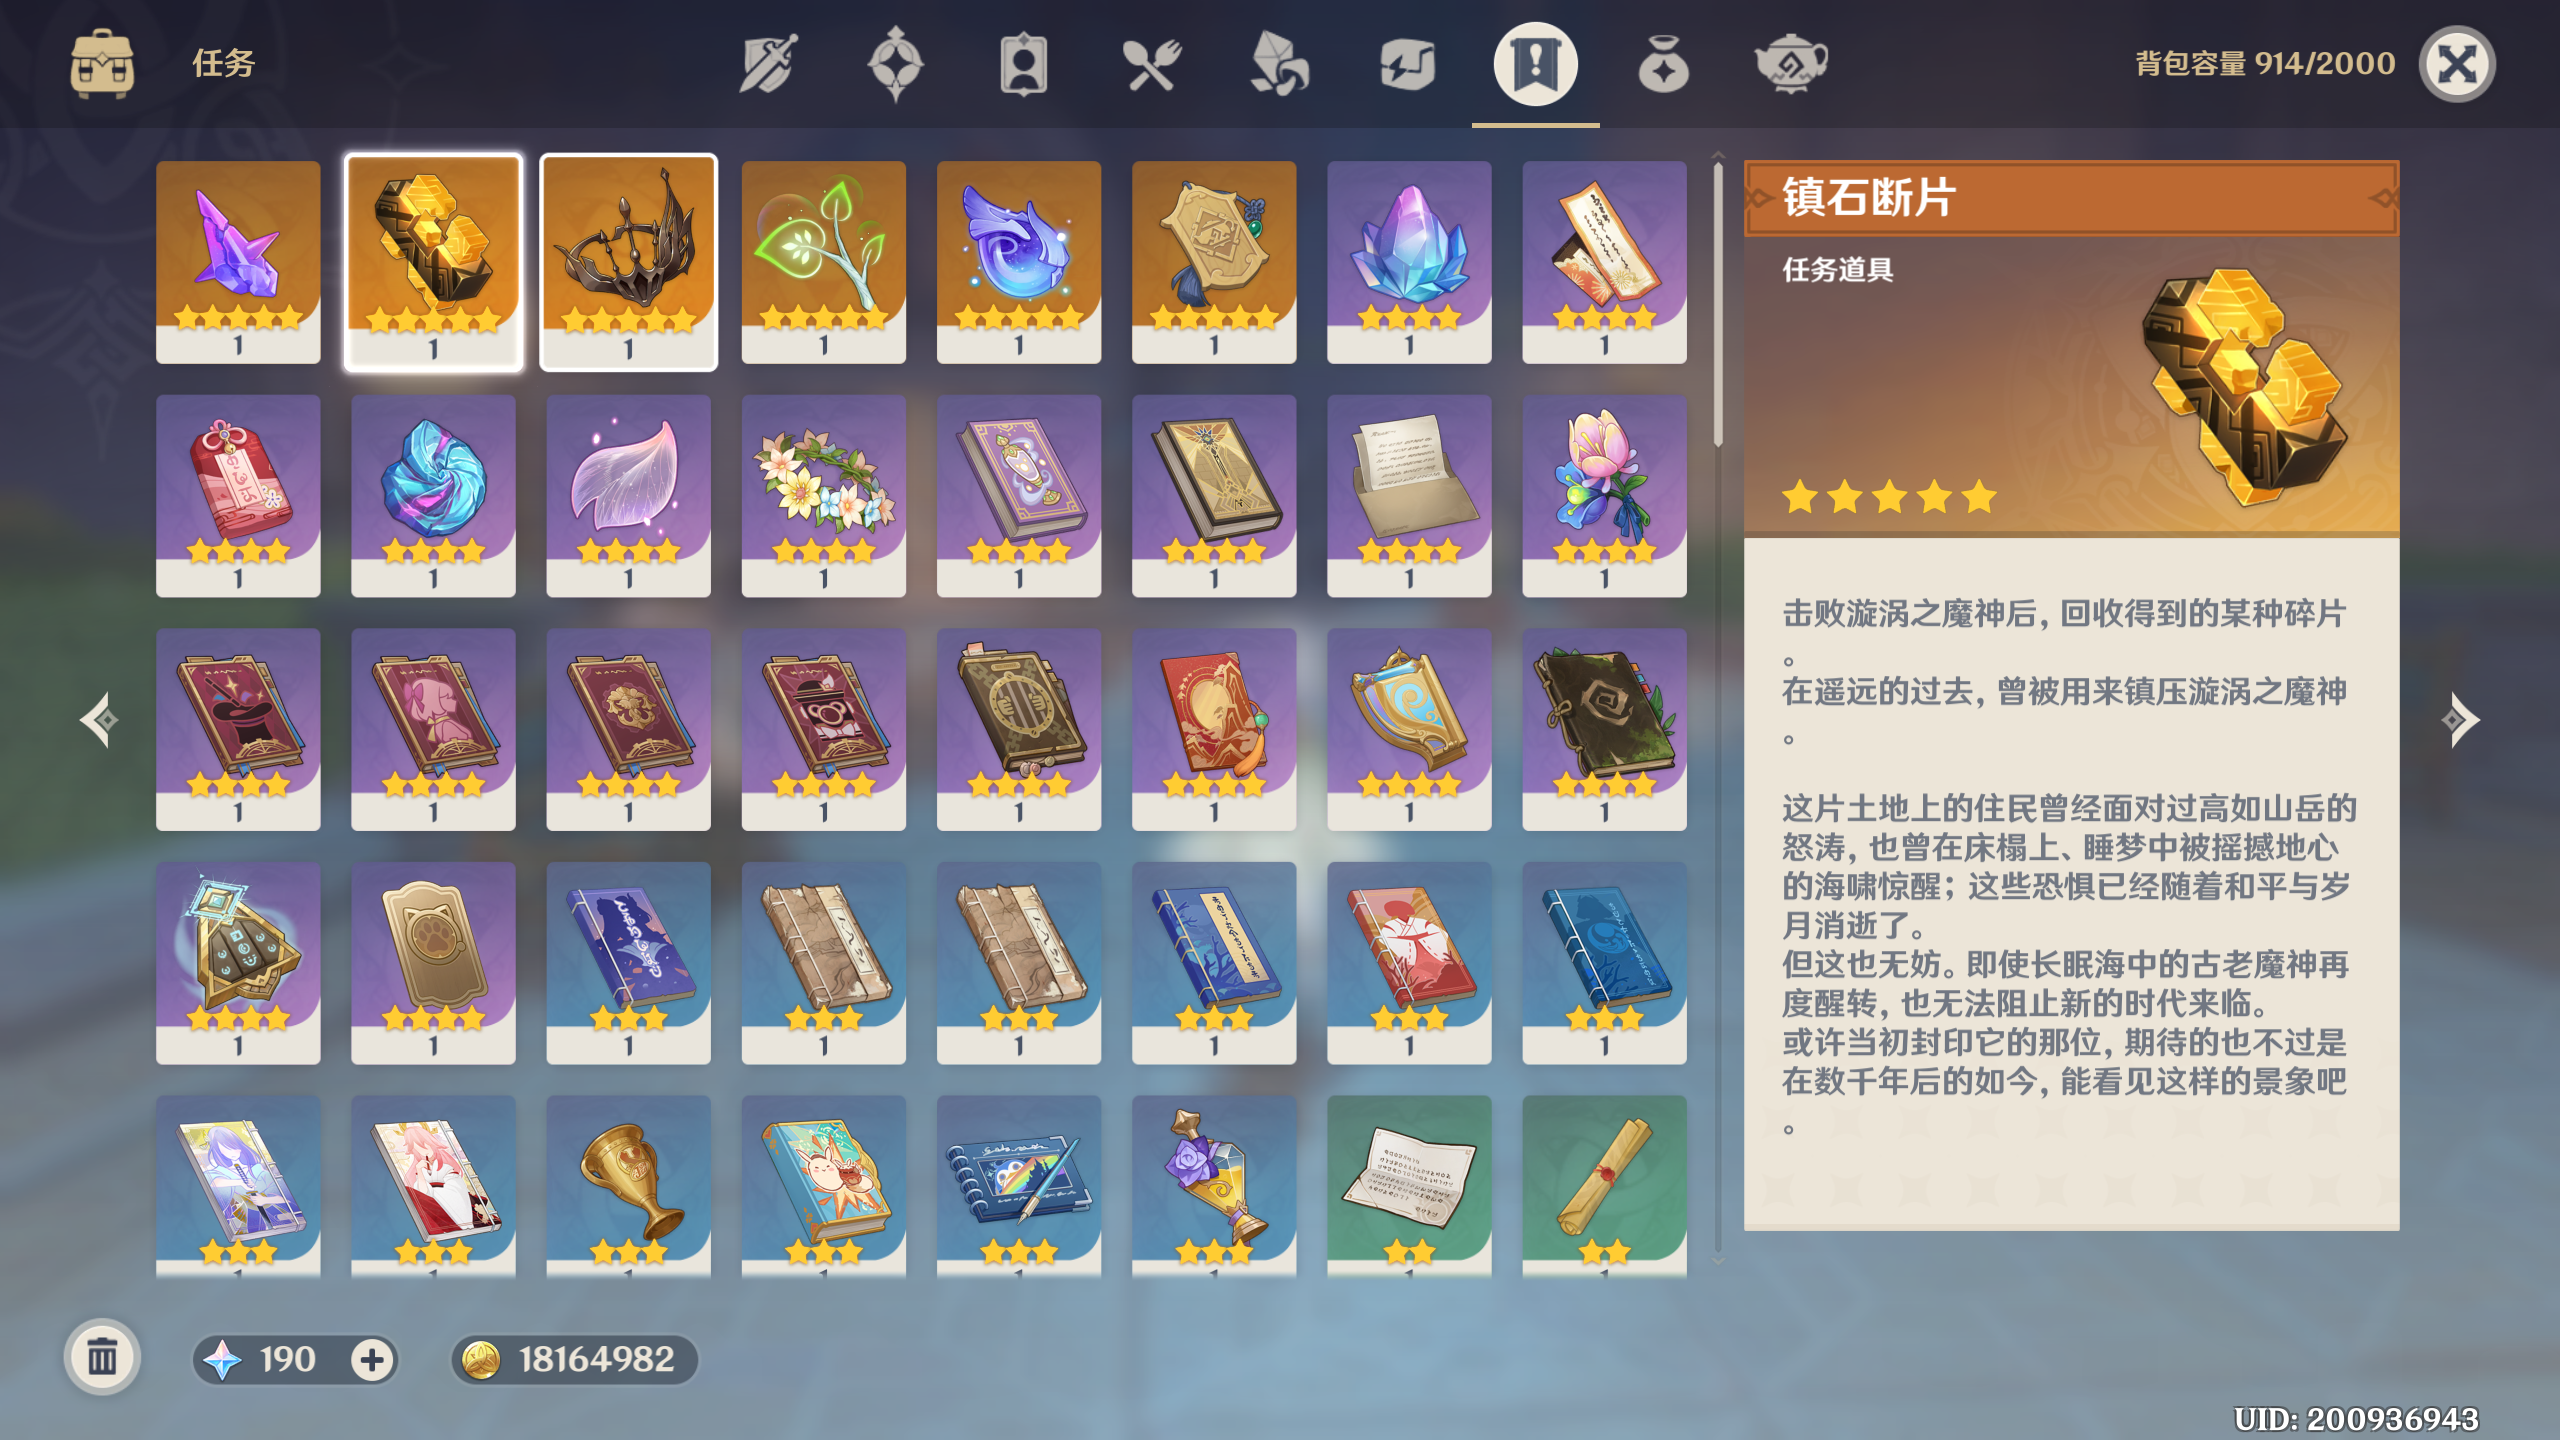 任务
背包容量 914/2000
镇石断片
任务道具
击败漩涡之魔神后，回收得到的某种碎片
。
在遥远的过去，曾被用来镇压漩涡之魔神
。
这片土地上的住民曾经面对过高如山岳的
怒涛，也曾在床榻上、睡梦中被摇撼地心
的海啸惊醒；这些恐惧已经随着和平与岁
月消逝了。
但这也无妨。即使长眠海中的古老魔神再
度醒转，也无法阻止新的时代来临。
或许当初封印它的那位，期待的也不过是
在数千年后的如今，能看见这样的景象吧
。
1 1 1 1 1 1 1 1
1 1 1 1 1 1 1 1
1 1 1 1 1 1 1 1
1 1 1 1 1 1 1 1
190
18164982
UID: 200936943